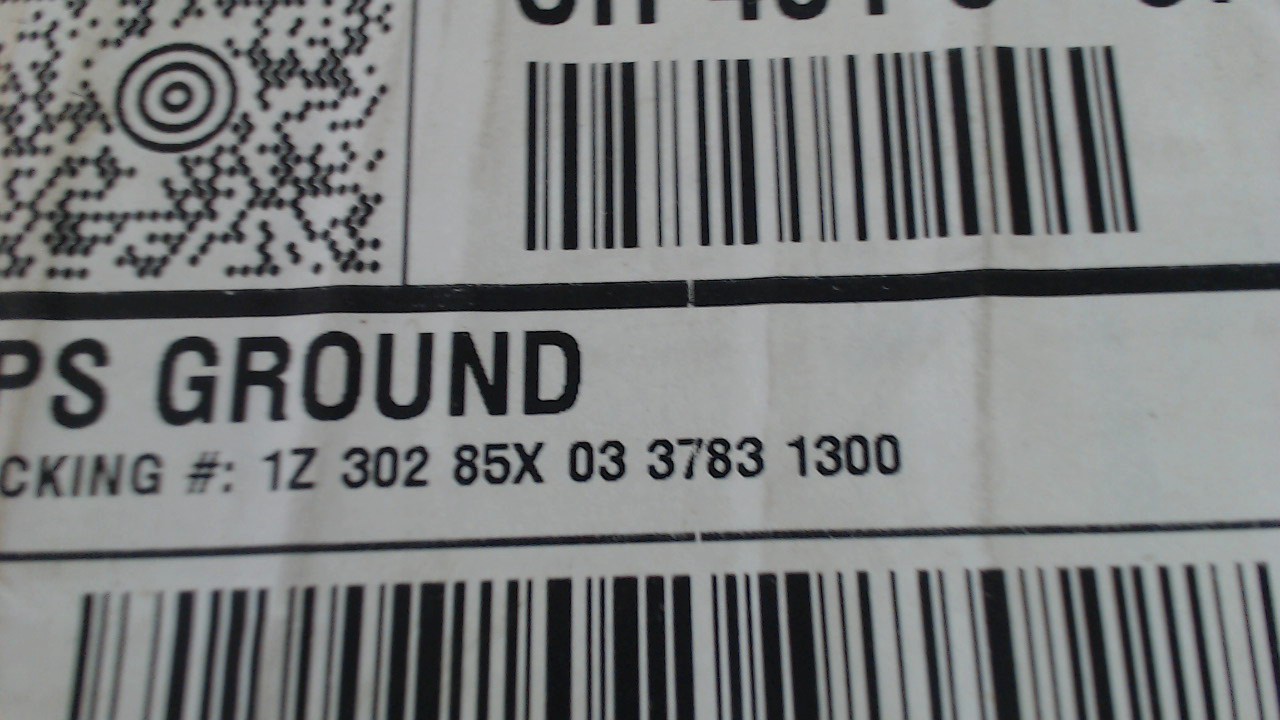 PS GROUND
CKING #: 1Z 302 85X 03 3783 1300